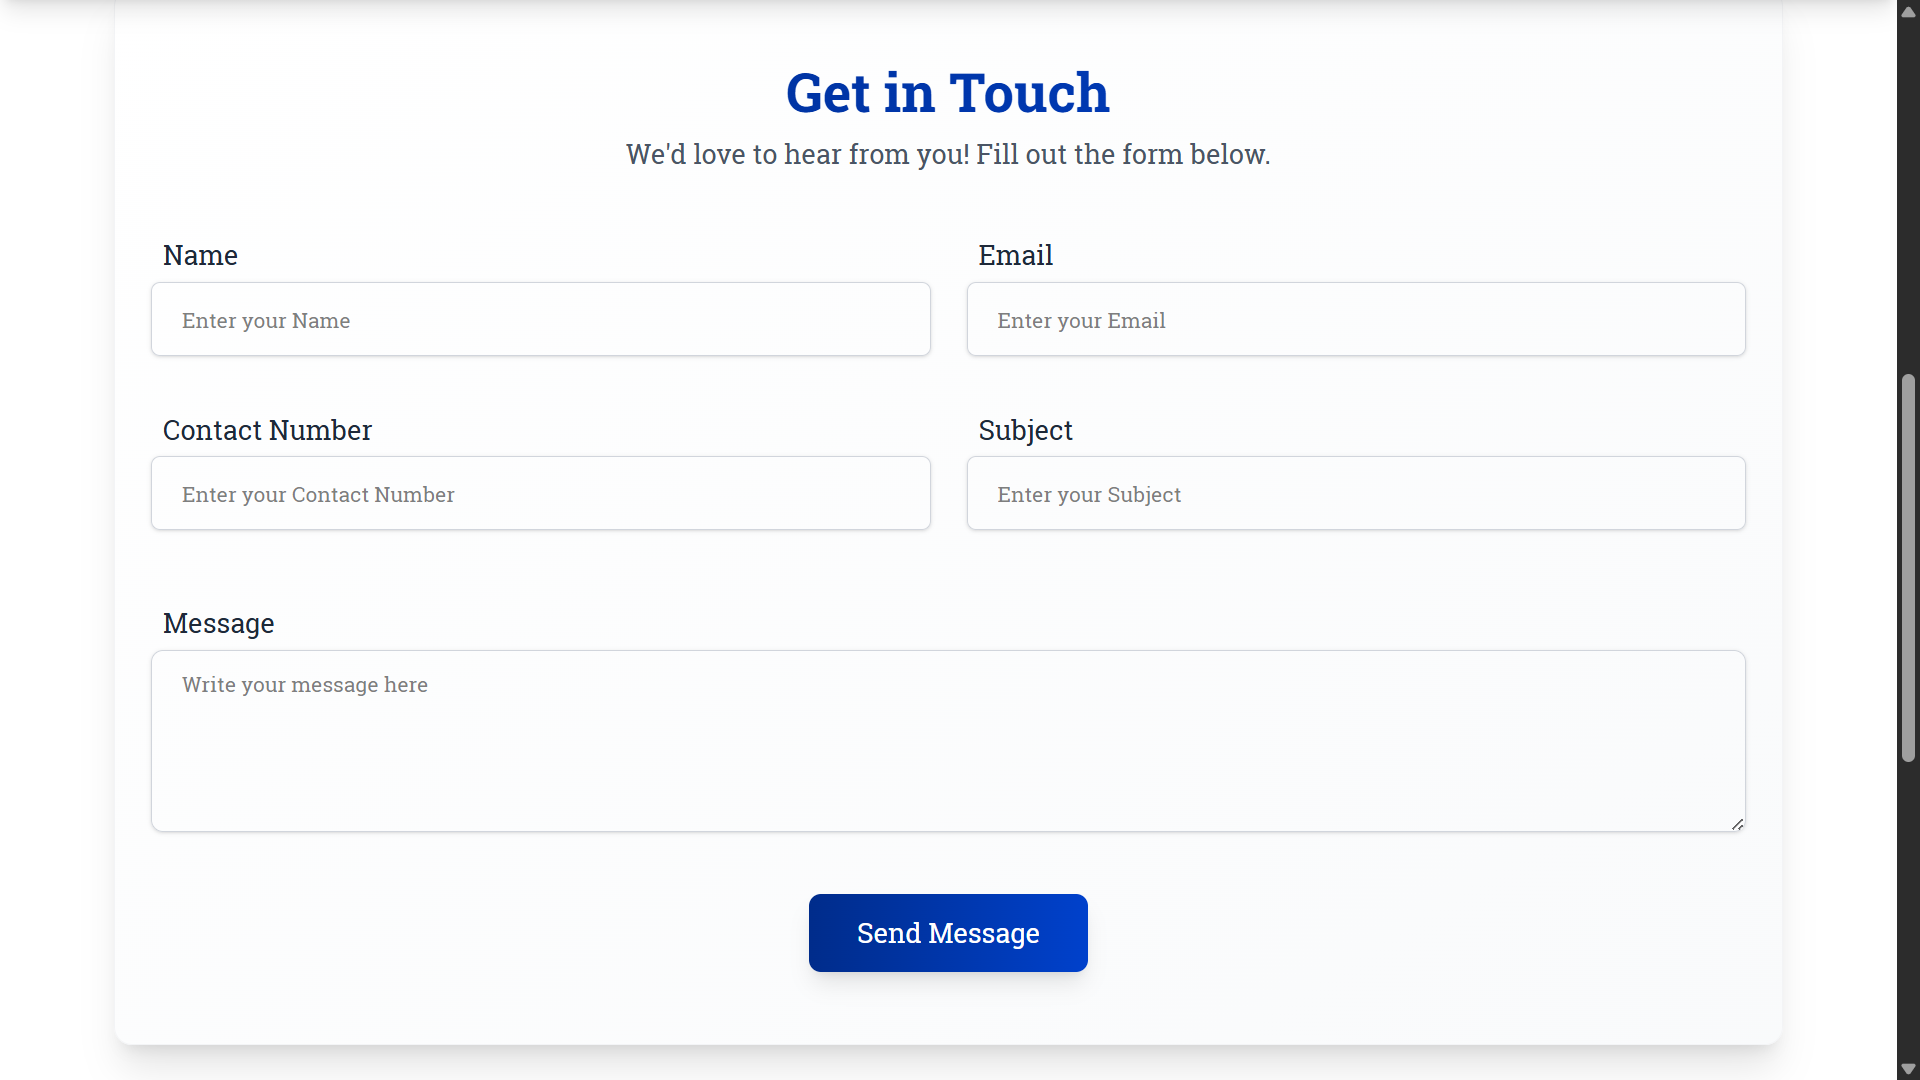 Get in Touch
We'd love to hear from you! Fill out the form below.
Name
Email
Enter your Name
Enter your Email
Contact Number
Subject
Enter your Contact Number
Enter your Subject
Message
Write your message here
Send Message